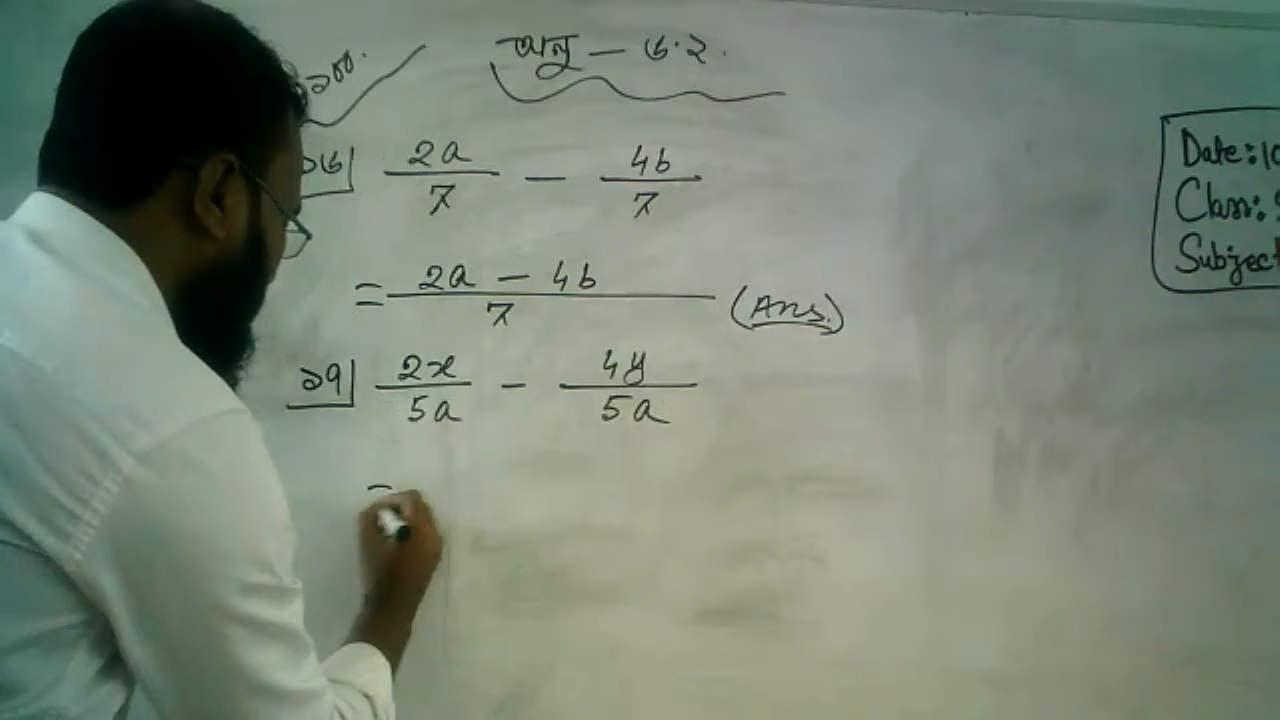 অনু — ৬.২.
১৬| 2a/7 — 4b/7
= 2a — 4b/7 (Ans.)
১৭| 2x/5a — 4y/5a
=
Date: 10
Class:
Subject